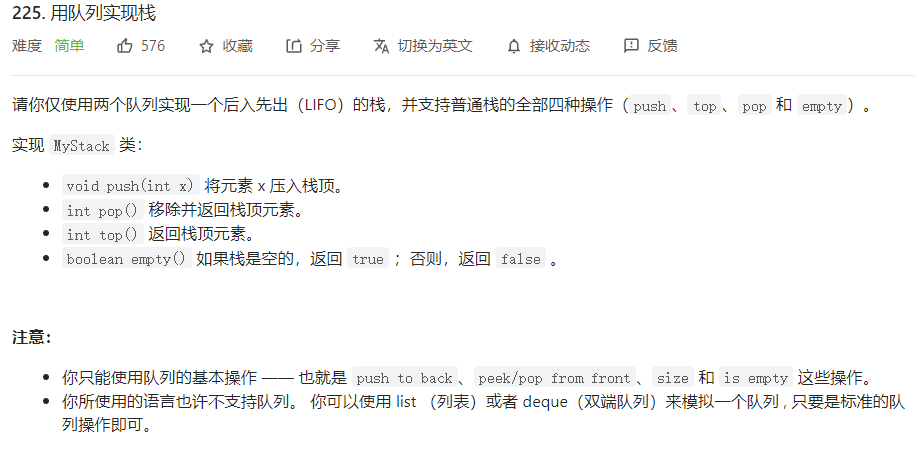 225. 用队列实现栈
难度 简单 576 收藏 分享 切换为英文 接收动态 反馈
请你仅使用两个队列实现一个后入先出（LIFO）的栈，并支持普通栈的全部四种操作（push、top、pop 和 empty）。
实现 MyStack 类：
void push(int x) 将元素 x 压入栈顶。
int pop() 移除并返回栈顶元素。
int top() 返回栈顶元素。
boolean empty() 如果栈是空的，返回 true ；否则，返回 false 。
注意：
你只能使用队列的基本操作 —— 也就是 push to back、peek/pop from front、size 和 is empty 这些操作。
你所使用的语言也许不支持队列。 你可以使用 list （列表）或者 deque（双端队列）来模拟一个队列 , 只要是标准的队
列操作即可。